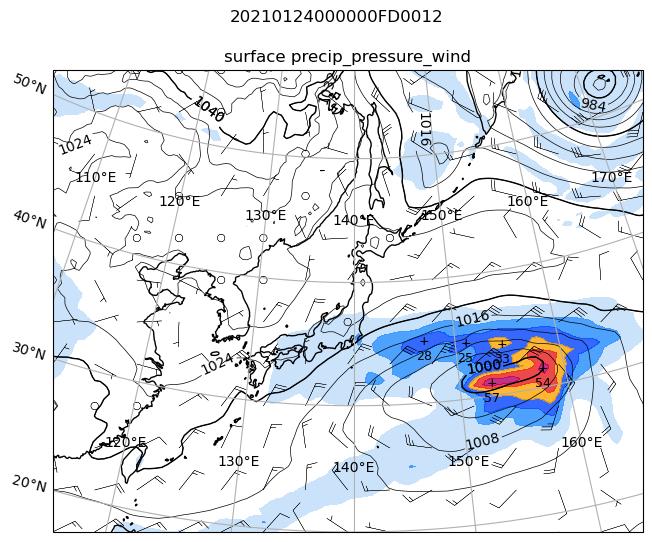 20210124000000FD0012
surface precip_pressure_wind
50°N
1040
984
1024
1016
110°E
170°E
120°E
130°E
140°E
150°E
160°E
40°N
1016
30°N
28
25
33
1024
1000
54
57
1008
120°E
160°E
130°E
140°E
150°E
20°N